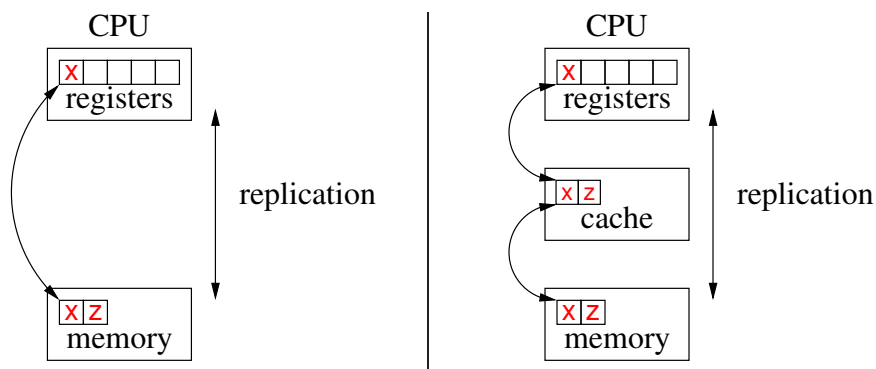 CPU
x
registers
replication
x z
memory
CPU
x
registers
x z
cache
replication
x z
memory